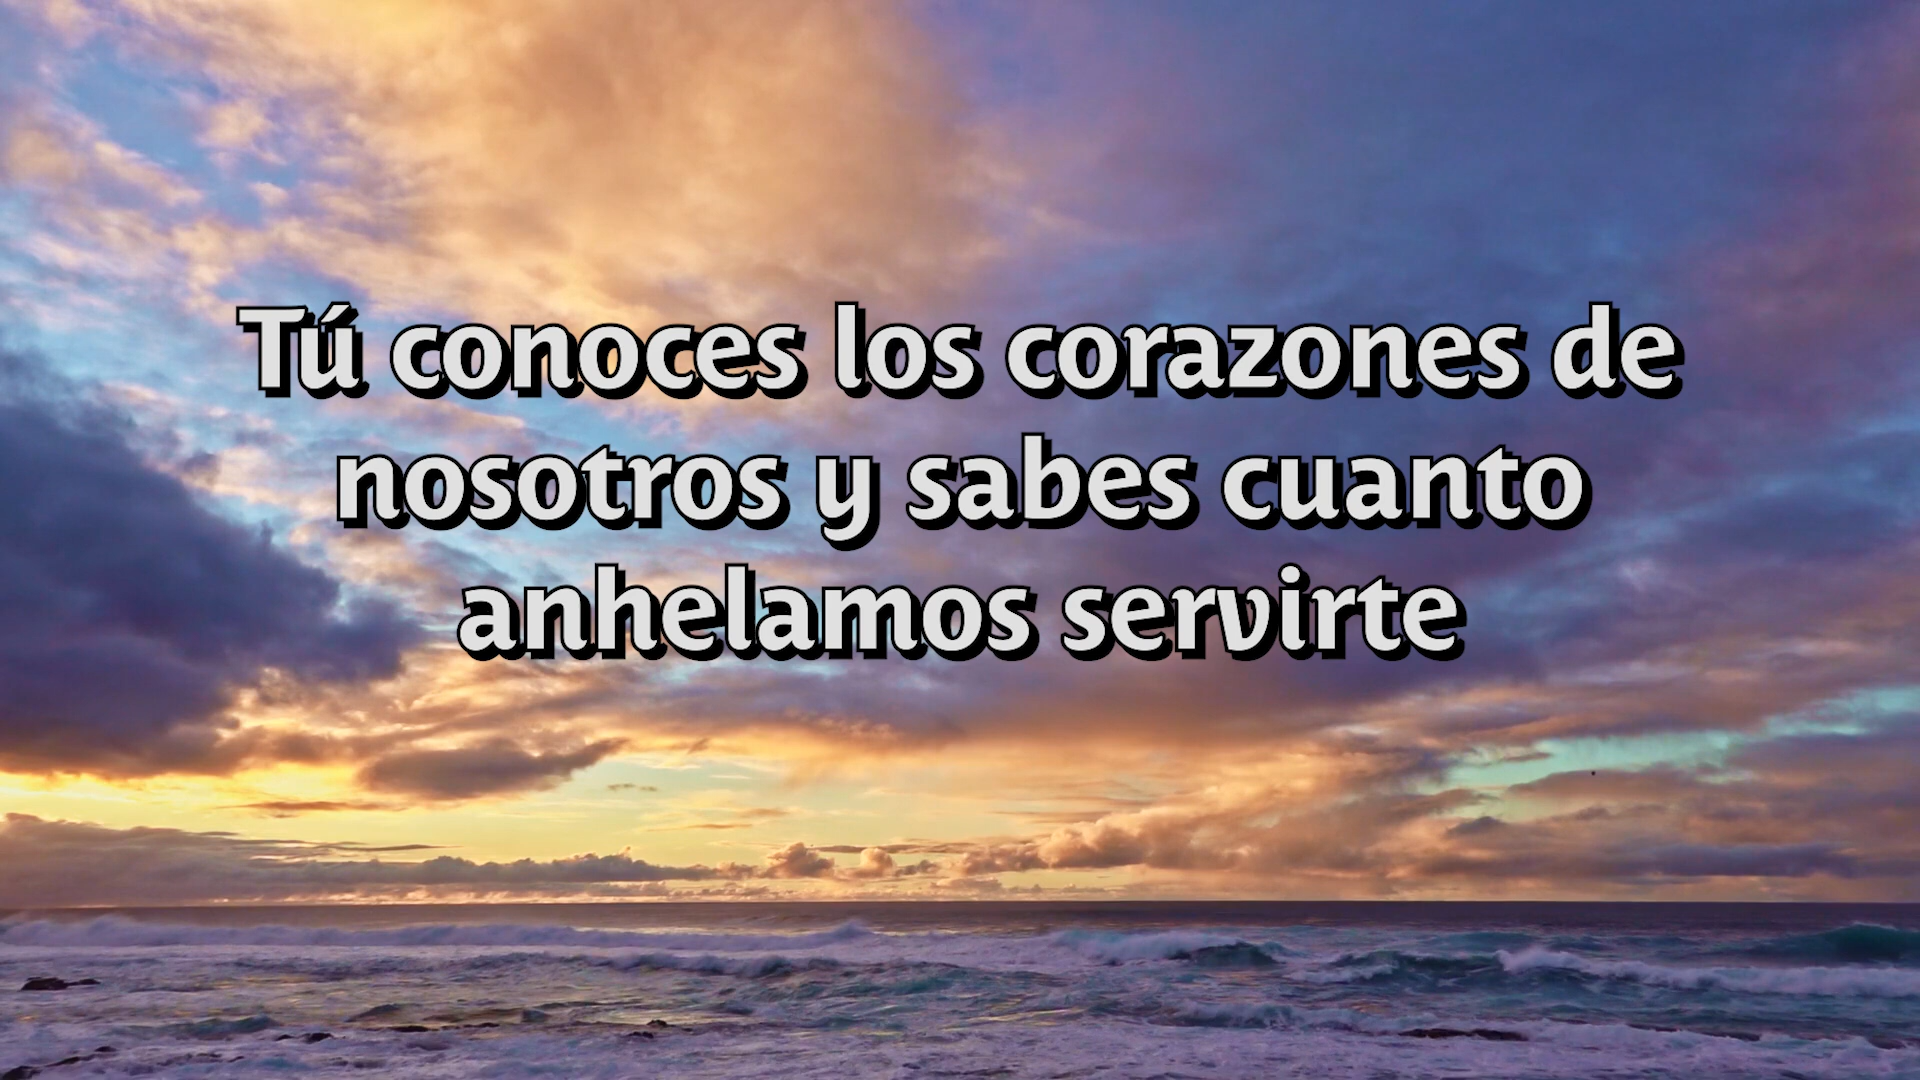 Tú conoces los corazones de
nosotros y sabes cuanto
anhelamos servirte